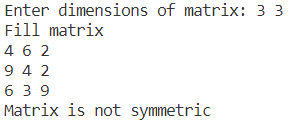 Enter dimensions of matrix: 3 3
Fill matrix
4 6 2
9 4 2
6 3 9
Matrix is not symmetric